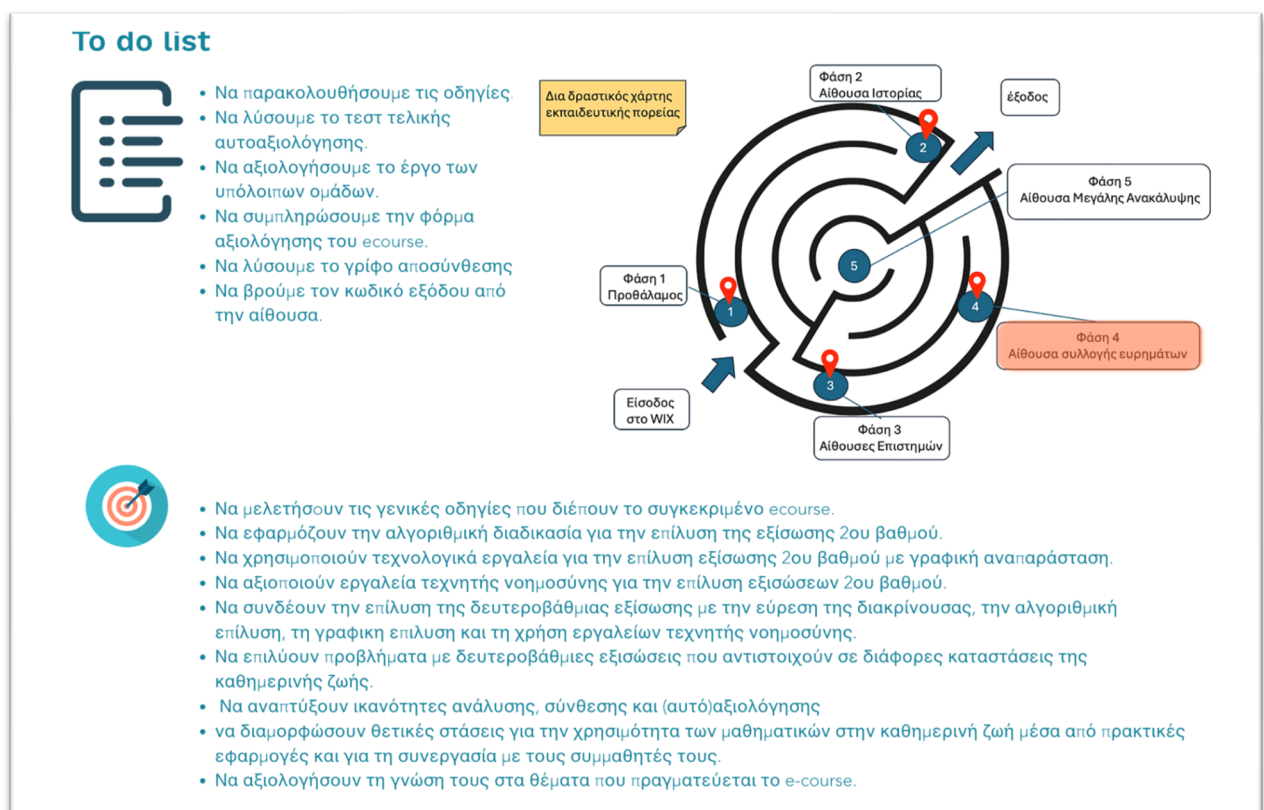 To do list
• Να παρακολουθήσουμε τις οδηγίες.
• Να λύσουμε το τεστ τελικής
αυτοαξιολόγησης.
• Να αξιολογήσουμε το έργο των
υπόλοιπων ομάδων.
• Να συμπληρώσουμε την φόρμα
αξιολόγησης του ecourse.
• Να λύσουμε το γρίφο αποσύνθεσης
• Να βρούμε τον κωδικό εξόδου από
την αίθουσα.
Δια δραστικός χάρτης
εκπαιδευτικής πορείας
Φάση 2
Αίθουσα Ιστορίας
έξοδος
2
Φάση 5
Αίθουσα Μεγάλης Ανακάλυψης
5
Φάση 1
Προθάλαμος
1
4
Φάση 4
Αίθουσα συλλογής ευρημάτων
3
Είσοδος
στο WIX
Φάση 3
Αίθουσες Επιστημών
• Να μελετήσουν τις γενικές οδηγίες που διέπουν το συγκεκριμένο ecourse.
• Να εφαρμόζουν την αλγοριθμική διαδικασία για την επίλυση της εξίσωσης 2ου βαθμού.
• Να χρησιμοποιούν τεχνολογικά εργαλεία για την επίλυση εξίσωσης 2ου βαθμού με γραφική αναπαράσταση.
• Να αξιοποιούν εργαλεία τεχνητής νοημοσύνης για την επίλυση εξισώσεων 2ου βαθμού.
• Να συνδέουν την επίλυση της δευτεροβάθμιας εξίσωσης με την εύρεση της διακρίνουσας, την αλγοριθμική
επίλυση, τη γραφικη επιλυση και τη χρήση εργαλείων τεχνητής νοημοσύνης.
• Να επιλύουν προβλήματα με δευτεροβάθμιες εξισώσεις που αντιστοιχούν σε διάφορες καταστάσεις της
καθημερινής ζωής.
• Να αναπτύξουν ικανότητες ανάλυσης, σύνθεσης και (αυτό)αξιολόγησης
• να διαμορφώσουν θετικές στάσεις για την χρησιμότητα των μαθηματικών στην καθημερινή ζωή μέσα από πρακτικές
εφαρμογές και για τη συνεργασία με τους συμμαθητές τους.
• Να αξιολογήσουν τη γνώση τους στα θέματα που πραγματεύεται το e-course.